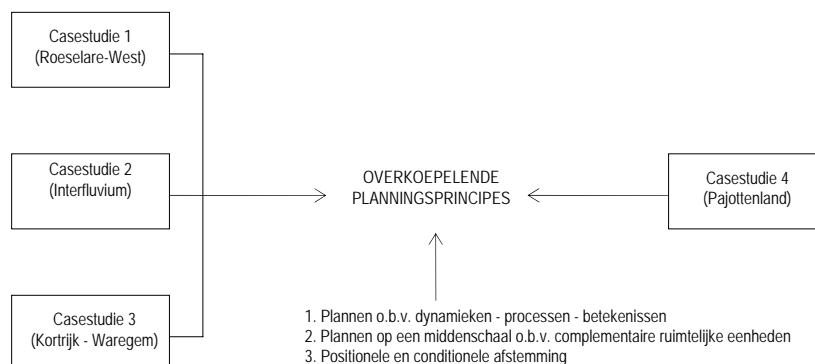 Casestudie 1
(Roeselare-West)
Casestudie 2
(Interfluvium)
Casestudie 3
(Kortrijk - Waregem)
OVERKOEPELENDE
PLANNINGSPRINCIPES
Casestudie 4
(Pajottenland)
1. Plannen o.b.v. dynamieken - processen - betekenissen
2. Plannen op een middenschaal o.b.v. complementaire ruimtelijke eenheden
3. Positionele en conditionele afstemming